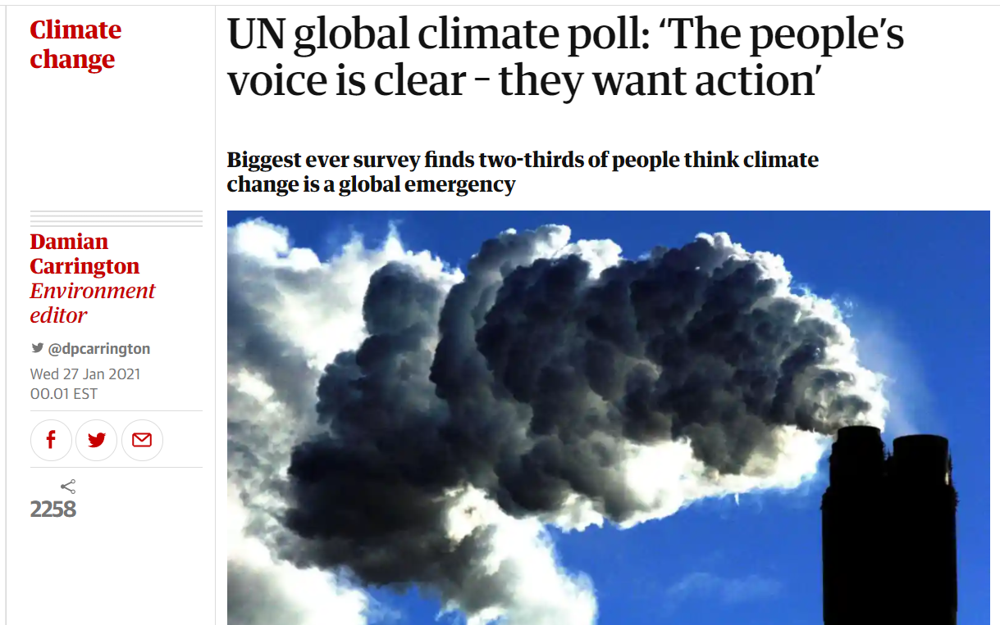 Climate
change
UN global climate poll: ‘The people’s
voice is clear – they want action’
Biggest ever survey finds two-thirds of people think climate
change is a global emergency
Damian
Carrington
Environment
editor
@dpcarrington
Wed 27 Jan 2021
00.01 EST
2258